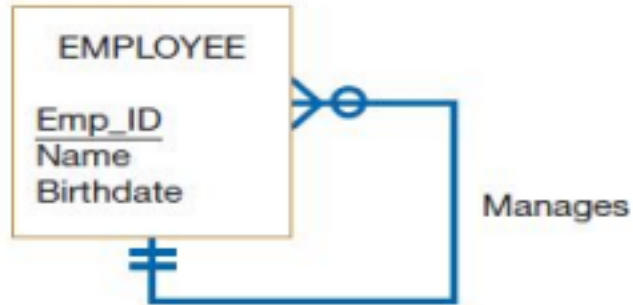 EMPLOYEE
Emp_ID
Name
Birthdate
Manages